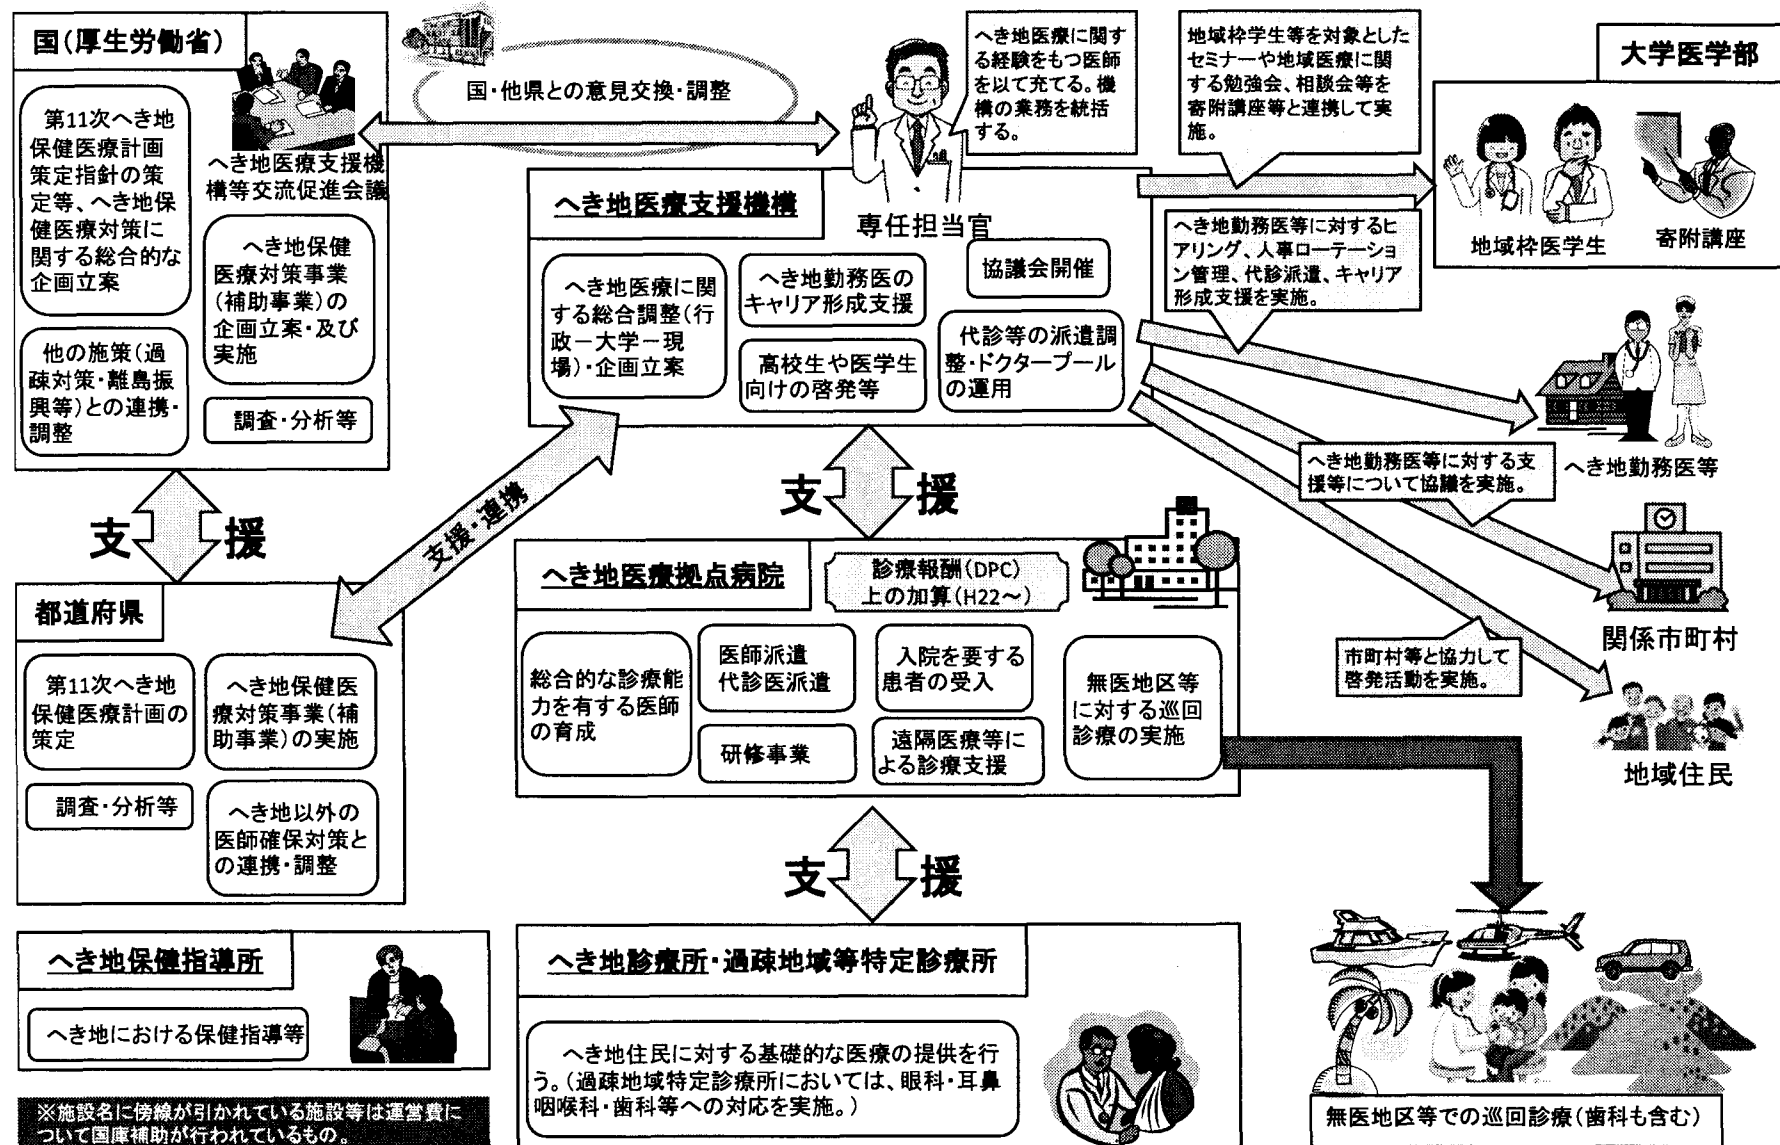 国(厚生労働省)
第11次へき地
保健医療計画
策定指針の策
定等、へき地保
健医療対策に
関する総合的な
企画立案
他の施策(過
疎対策・離島振
興等)との連携・
調整
へき地医療支援機
構等交流促進会議
へき地保健
医療対策事業
(補助事業)の
企画立案・及び
実施
調査・分析等
国・他県との意見交換・調整
へき地医療に関す
る経験をもつ医師
を以て充てる。機
構の業務を統括
する。
地域枠学生等を対象とした
セミナーや地域医療に関
する勉強会、相談会等を
寄附講座等と連携して実
施。
大学医学部
地域枠医学生
寄附講座
へき地医療支援機構
専任担当官
へき地医療に関
する総合調整(行
政-大学-現
場)・企画立案
へき地勤務医の
キャリア形成支援
高校生や医学生
向けの啓発等
協議会開催
代診等の派遣調
整・ドクタープール
の運用
へき地勤務医等に対するヒ
アリング、人事ローテーショ
ン管理、代診派遣、キャリア
形成支援を実施。
へき地勤務医等
へき地勤務医等に対する支
援等について協議を実施。
関係市町村
市町村等と協力して
啓発活動を実施。
地域住民
支援
支援・連携
支援
都道府県
第11次へき地
保健医療計画の
策定
へき地保健医
療対策事業(補
助事業)の実施
調査・分析等
へき地以外の
医師確保対策と
の連携・調整
へき地医療拠点病院
診療報酬(DPC)
上の加算(H22~)
総合的な診療能
力を有する医師
の育成
医師派遣
代診医派遣
研修事業
入院を要する
患者の受入
遠隔医療等に
よる診療支援
無医地区等
に対する巡回
診療の実施
支援
へき地保健指導所
へき地における保健指導等
※施設名に傍線が引かれている施設等は運営費に
ついて国庫補助が行われているもの。
へき地診療所・過疎地域等特定診療所
へき地住民に対する基礎的な医療の提供を行
う。(過疎地域特定診療所においては、眼科・耳鼻
咽喉科・歯科等への対応を実施。)
無医地区等での巡回診療(歯科も含む)